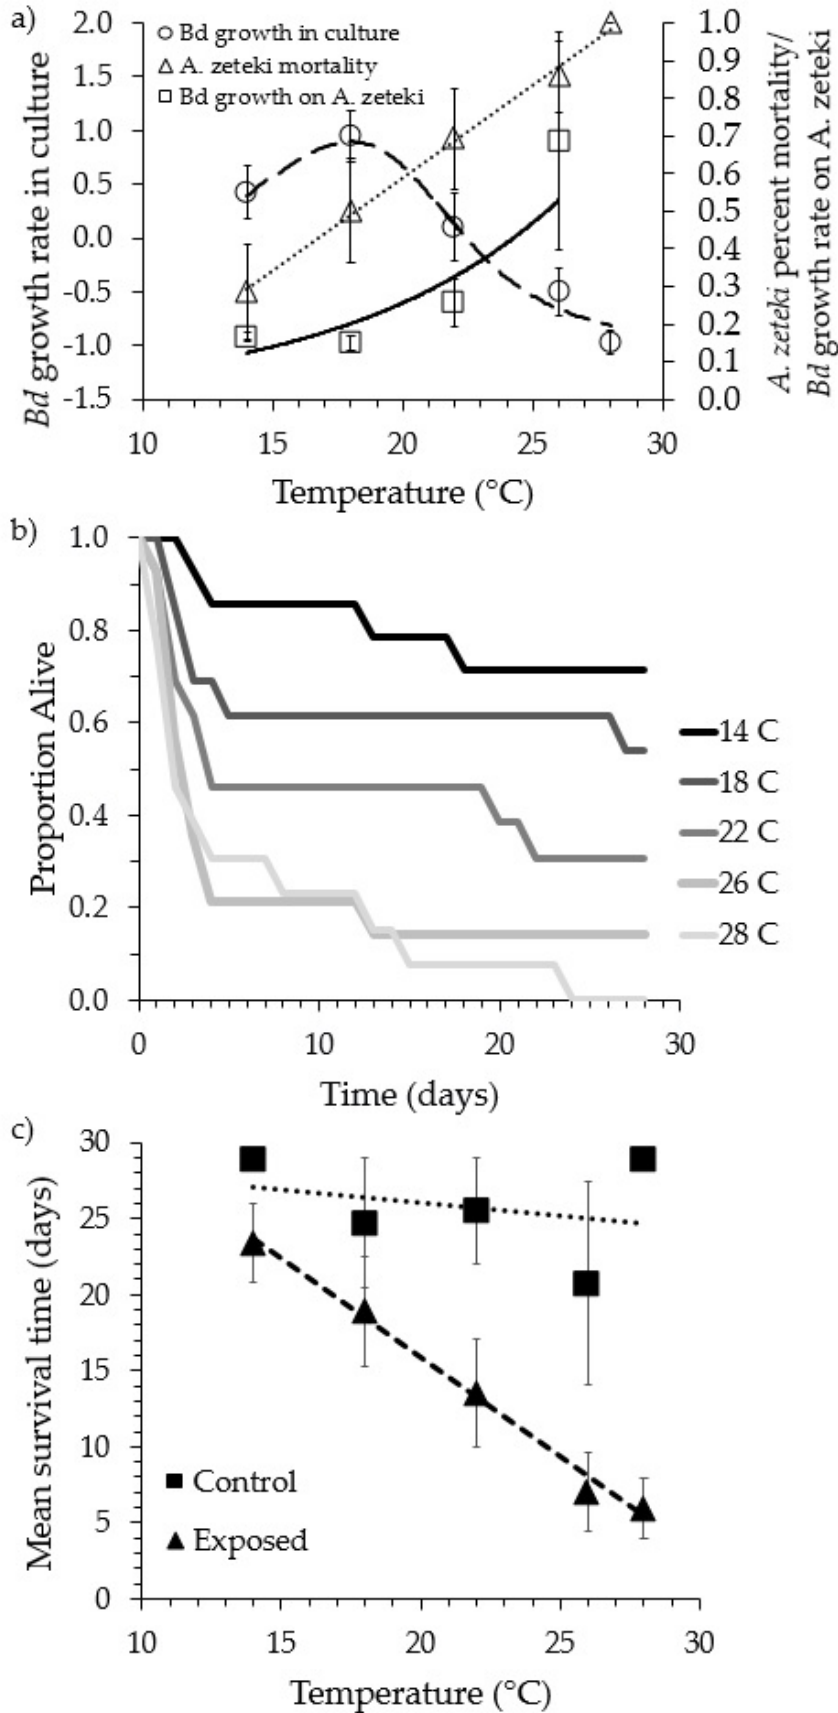 a)
Bd growth rate in culture
2.0
1.5
1.0
0.5
0.0
-0.5
-1.0
-1.5
Bd growth in culture
A. zeteki mortality
Bd growth on A. zeteki
1.0
0.9
0.8
0.7
0.6
0.5
0.4
0.3
0.2
0.1
0.0
A. zeteki percent mortality/
Bd growth rate on A. zeteki
10 15 20 25 30
Temperature (°C)
b)
Proportion Alive
1.0
0.8
0.6
0.4
0.2
0.0
14 C
18 C
22 C
26 C
28 C
0 10 20 30
Time (days)
c)
Mean survival time (days)
30
25
20
15
10
5
0
Control
Exposed
10 15 20 25 30
Temperature (°C)